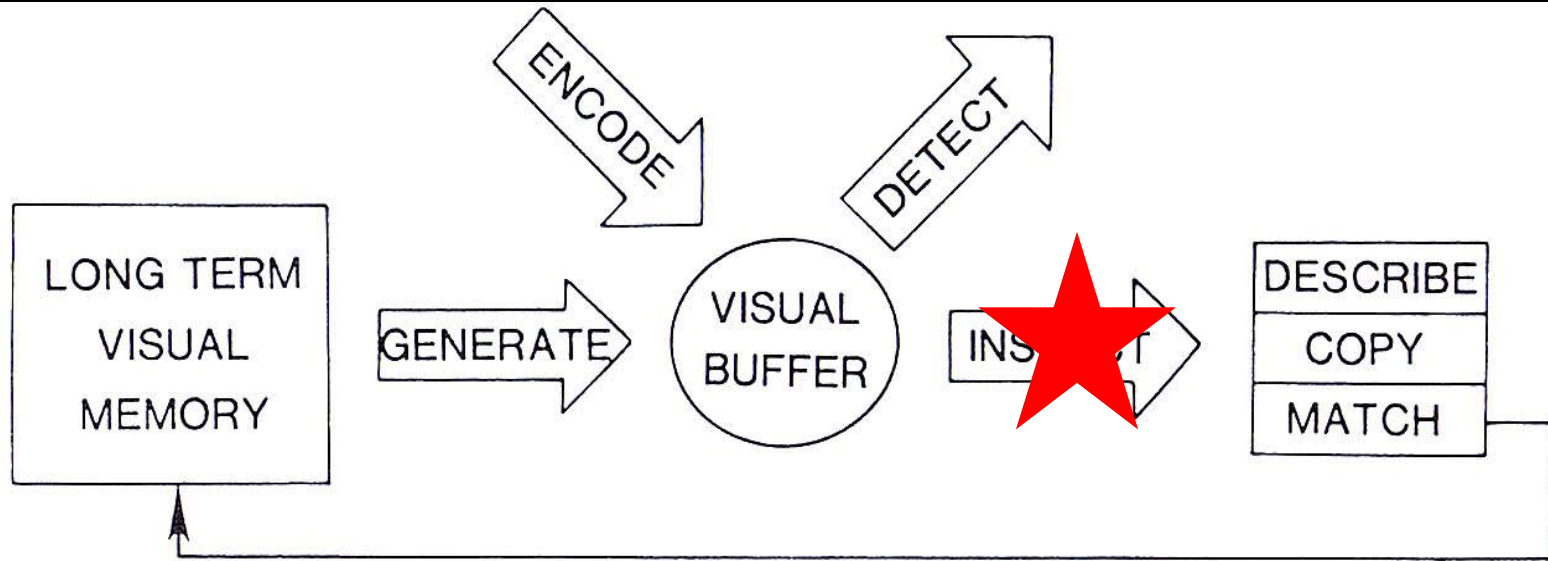 ENCODE
DETECT
LONG TERM
VISUAL
MEMORY
GENERATE
VISUAL
BUFFER
DESCRIBE
COPY
MATCH